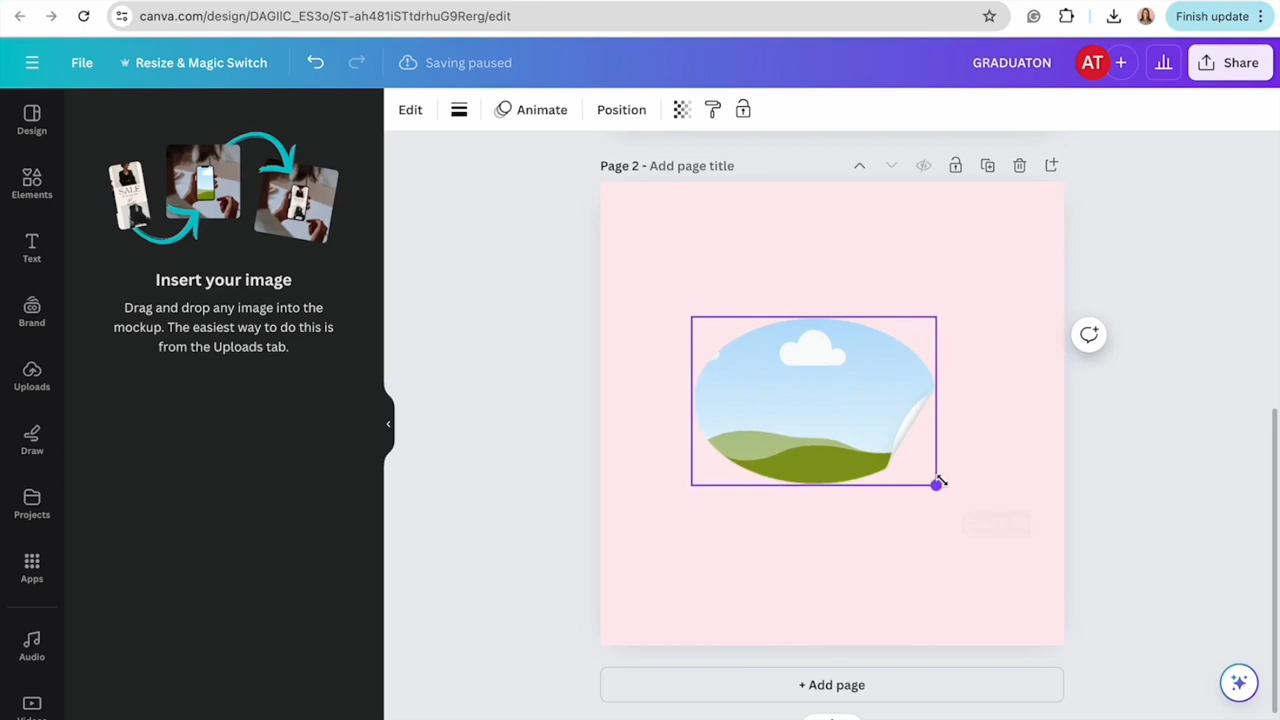 canva.com/design/DAGIlC_ES3o/ST-ah481iSTtdrhuG9Rerg/edit
Finish update
File
Resize & Magic Switch
Saving paused
GRADUATON
AT
Share
Edit
Animate
Position
Design
Elements
Text
Brand
Uploads
Draw
Projects
Apps
Audio
SALE
Insert your image
Drag and drop any image into the
mockup. The easiest way to do this is
from the Uploads tab.
Page 2 - Add page title
+ Add page